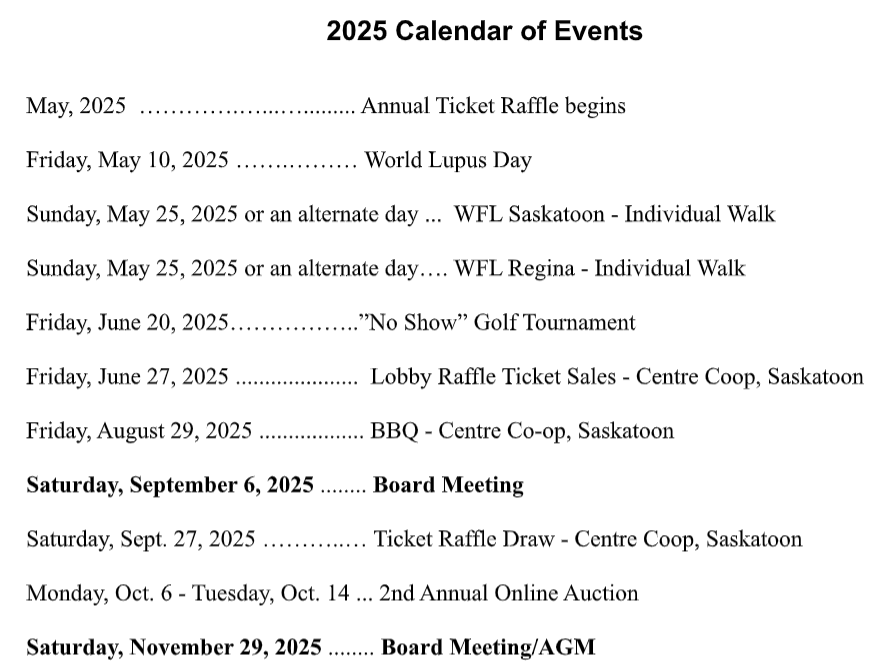 2025 Calendar of Events
May, 2025 ………………..…......... Annual Ticket Raffle begins
Friday, May 10, 2025 ……………. World Lupus Day
Sunday, May 25, 2025 or an alternate day ... WFL Saskatoon - Individual Walk
Sunday, May 25, 2025 or an alternate day…. WFL Regina - Individual Walk
Friday, June 20, 2025……………..”No Show” Golf Tournament
Friday, June 27, 2025 ..................... Lobby Raffle Ticket Sales - Centre Coop, Saskatoon
Friday, August 29, 2025 .................. BBQ - Centre Co-op, Saskatoon
Saturday, September 6, 2025 ........ Board Meeting
Saturday, Sept. 27, 2025 ………..… Ticket Raffle Draw - Centre Coop, Saskatoon
Monday, Oct. 6 - Tuesday, Oct. 14 ... 2nd Annual Online Auction
Saturday, November 29, 2025 ........ Board Meeting/AGM